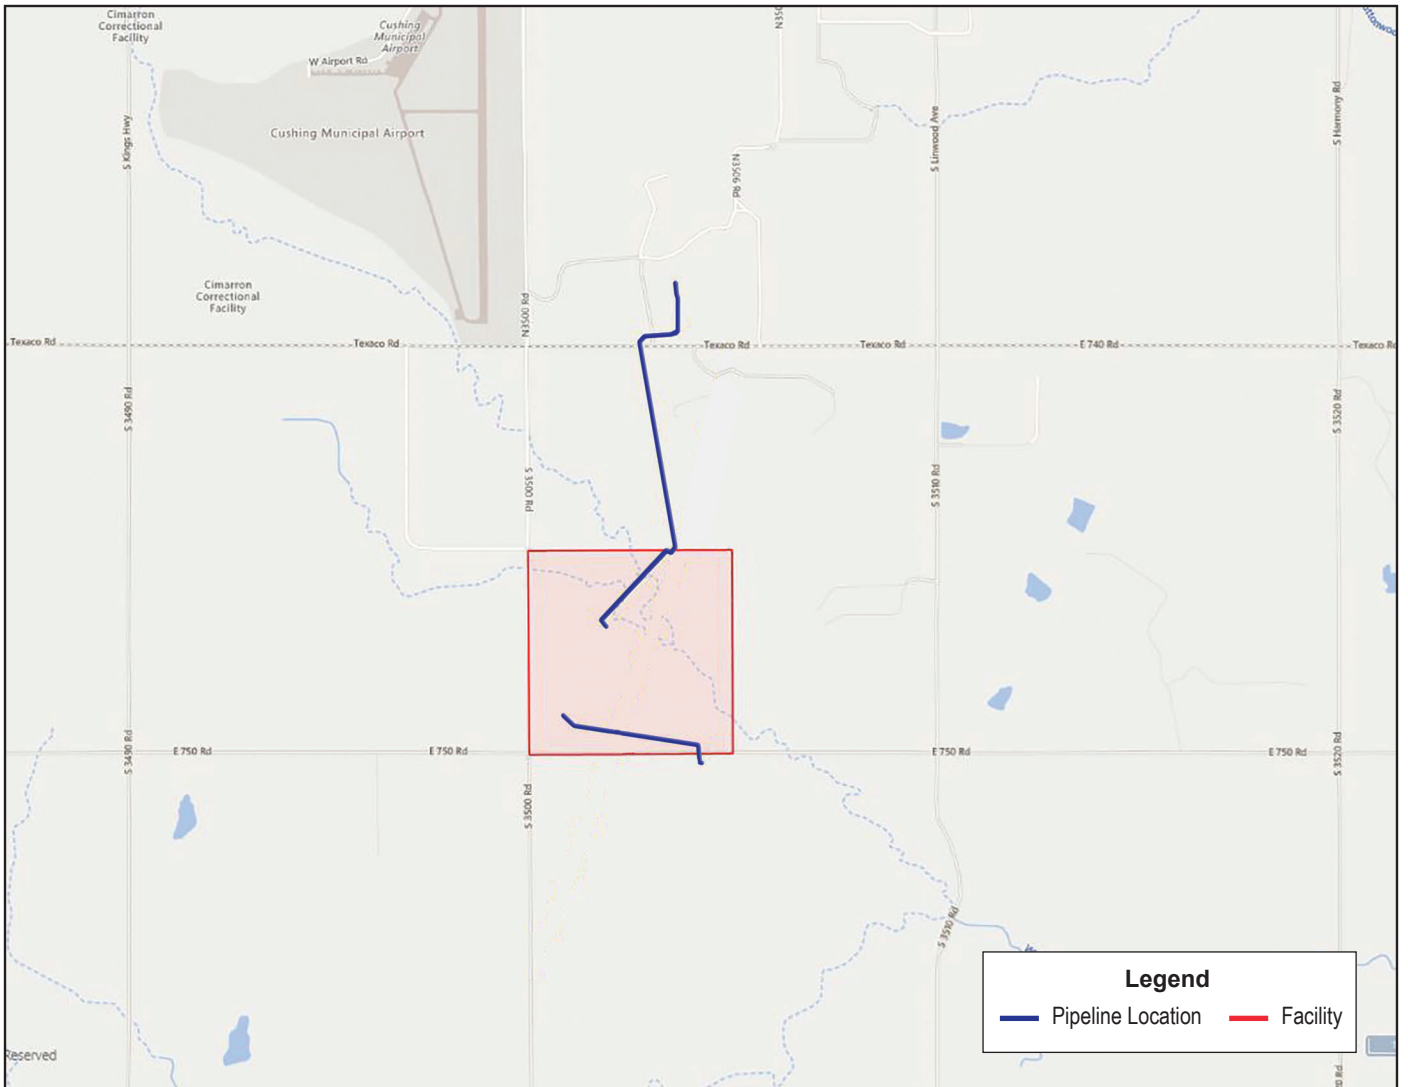 Cimarron
Correctional
Facility
Cushing
Municipal
Airport
W Airport Rd
Cushing Municipal Airport
S Kings Hwy
N3506 Rd
S Linwood Ave
S Harmony Rd
Cimarron
Correctional
Facility
N3500 Rd
Texaco Rd
Texaco Rd
Texaco Rd
Texaco Rd
E 740 Rd
Texaco
S 3490 Rd
S 3500 Rd
S 3510 Rd
S 3520 Rd
S 3490 Rd
E 750 Rd
E 750 Rd
E 750 Rd
E 750 Rd
S 3520 Rd
S 3500 Rd
S 3510 Rd
Legend
Pipeline Location
Facility
Reserved